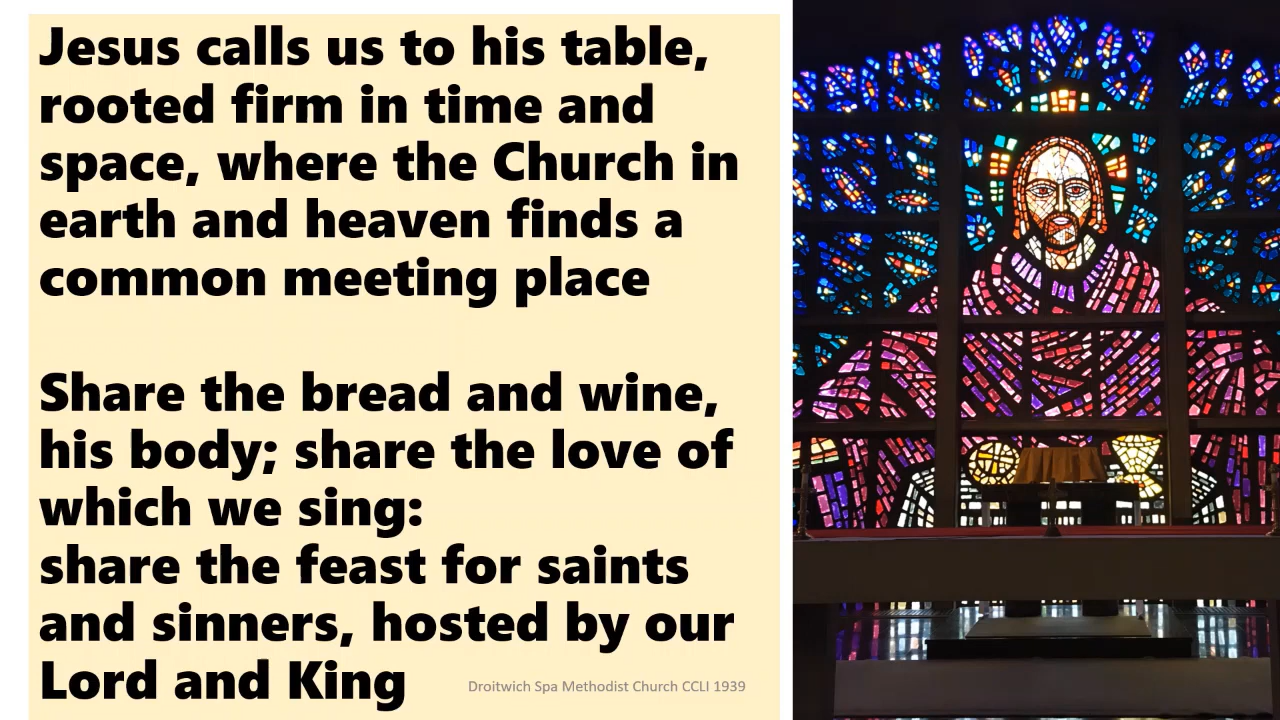 Jesus calls us to his table,
rooted firm in time and
space, where the Church in
earth and heaven finds a
common meeting place
Share the bread and wine,
his body; share the love of
which we sing:
share the feast for saints
and sinners, hosted by our
Lord and King
Droitwich Spa Methodist Church CCLI 1939